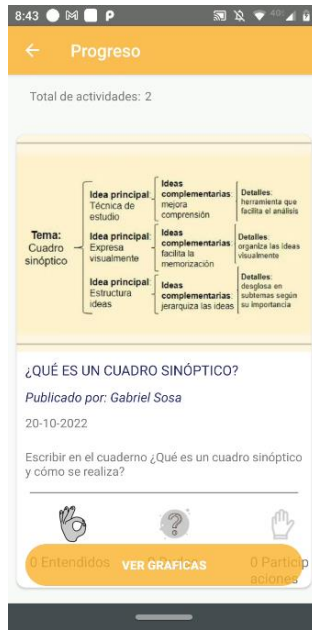 8:43
Progreso
Total de actividades: 2
Tema:
Cuadro
sinóptico
Idea principal:
Técnica de
estudio
Ideas
complementarias:
mejora
comprensión
Detalles:
herramienta que
facilita el análisis
Idea principal:
Expresa
visualmente
Ideas
complementarias:
facilita la
memorización
Detalles:
organiza las ideas
visualmente
Idea principal:
Estructura
ideas
Ideas
complementarias:
jerarquiza las ideas
Detalles:
desglosa en
subtemas según
su importancia
¿QUÉ ES UN CUADRO SINÓPTICO?
Publicado por: Gabriel Sosa
20-10-2022
Escribir en el cuaderno ¿Qué es un cuadro sinóptico
y cómo se realiza?
0 Entendidos
VER GRAFICAS
0 Particip
aciones